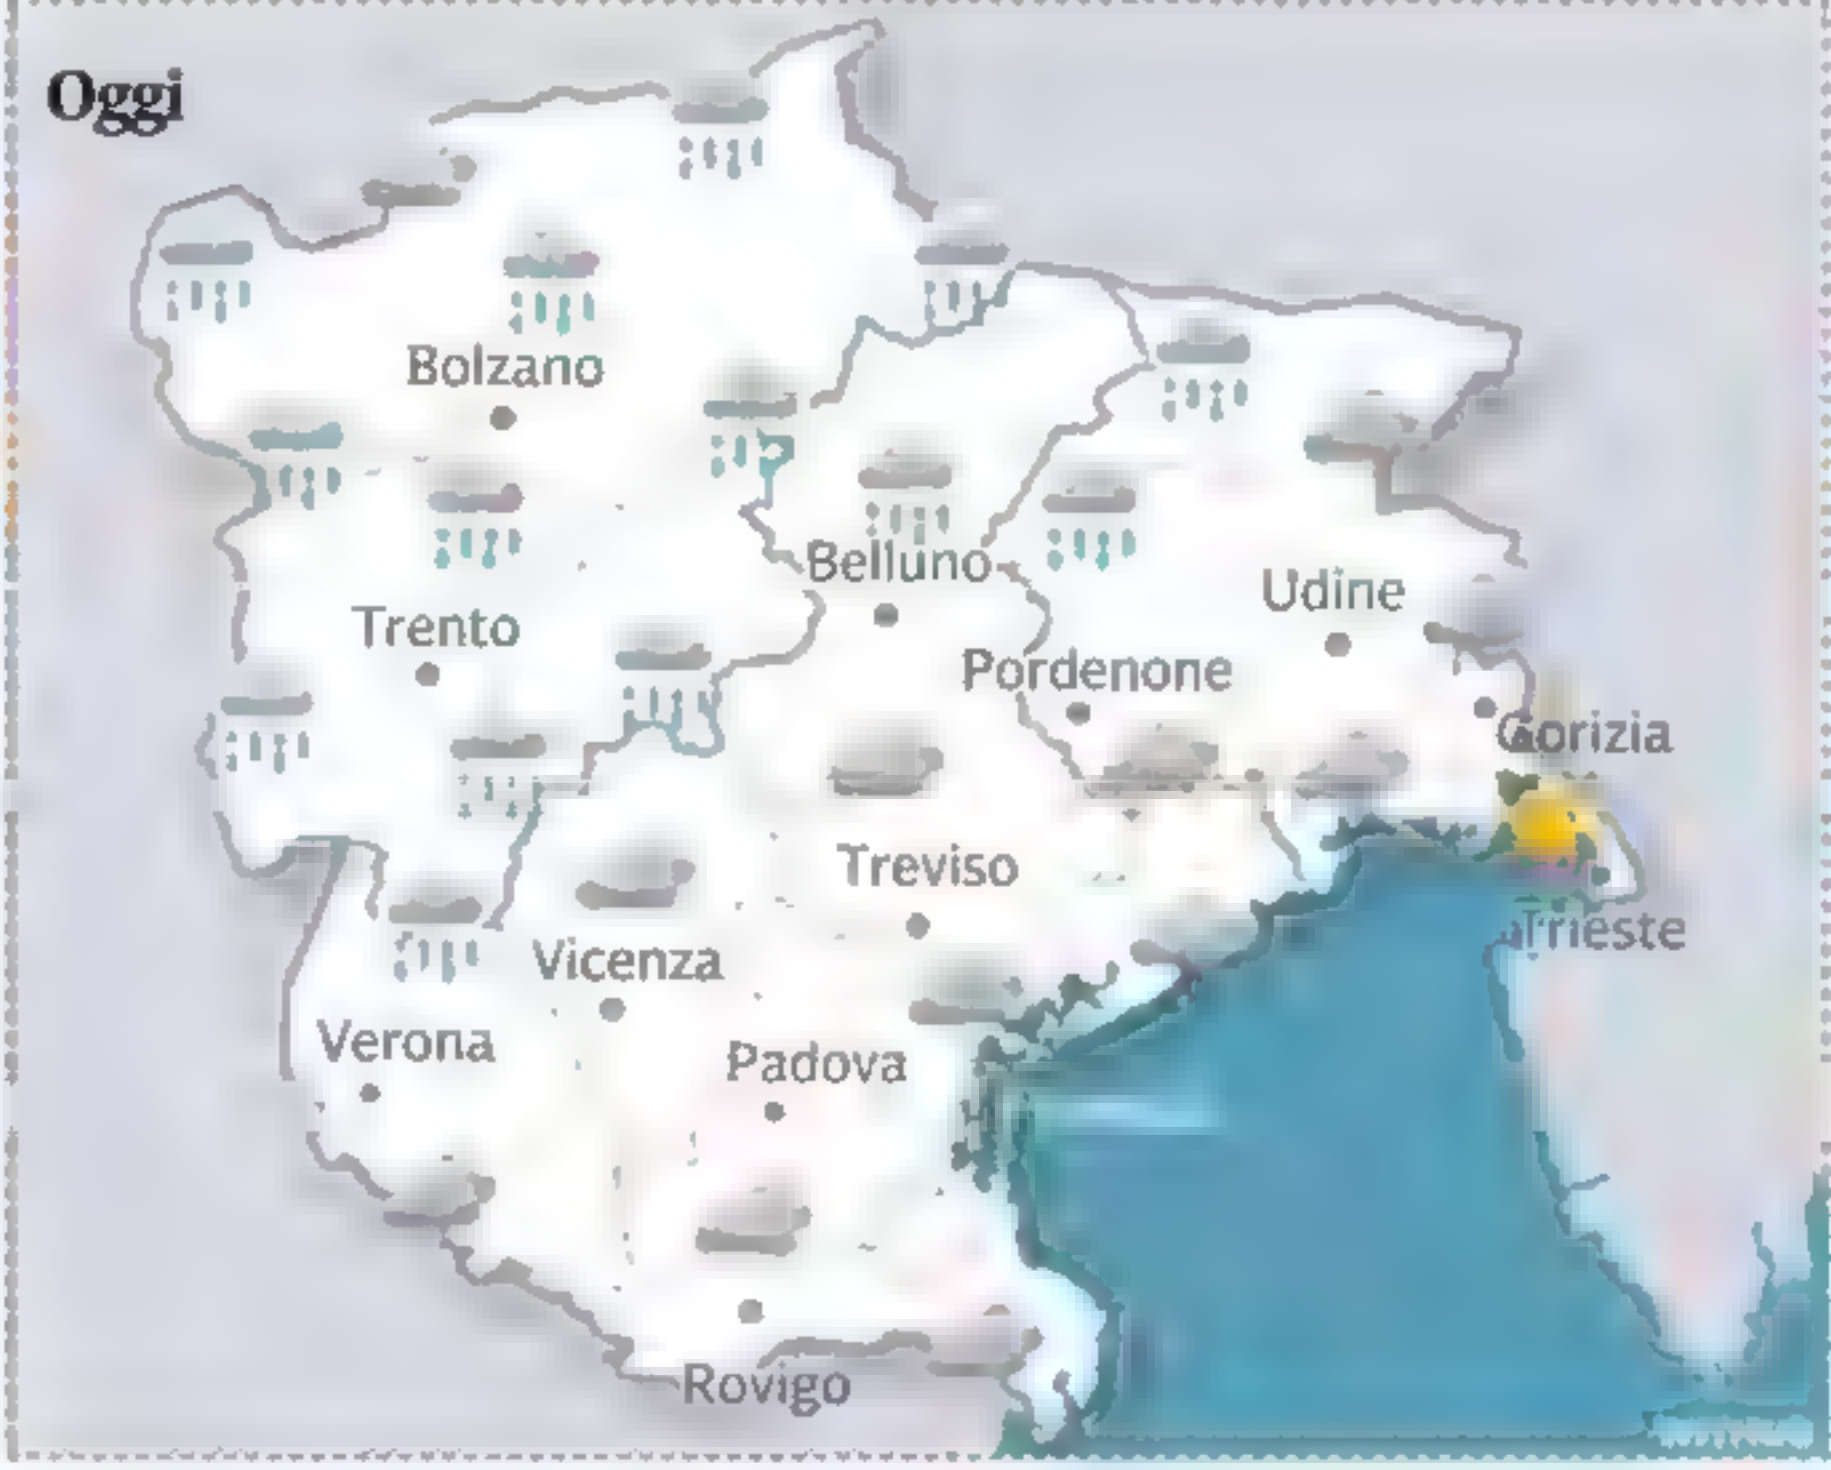 Oggi
Bolzano
Belluno
Udine
Trento
Pordenone
Gorizia
Treviso
Trieste
Vicenza
Verona
Padova
Rovigo